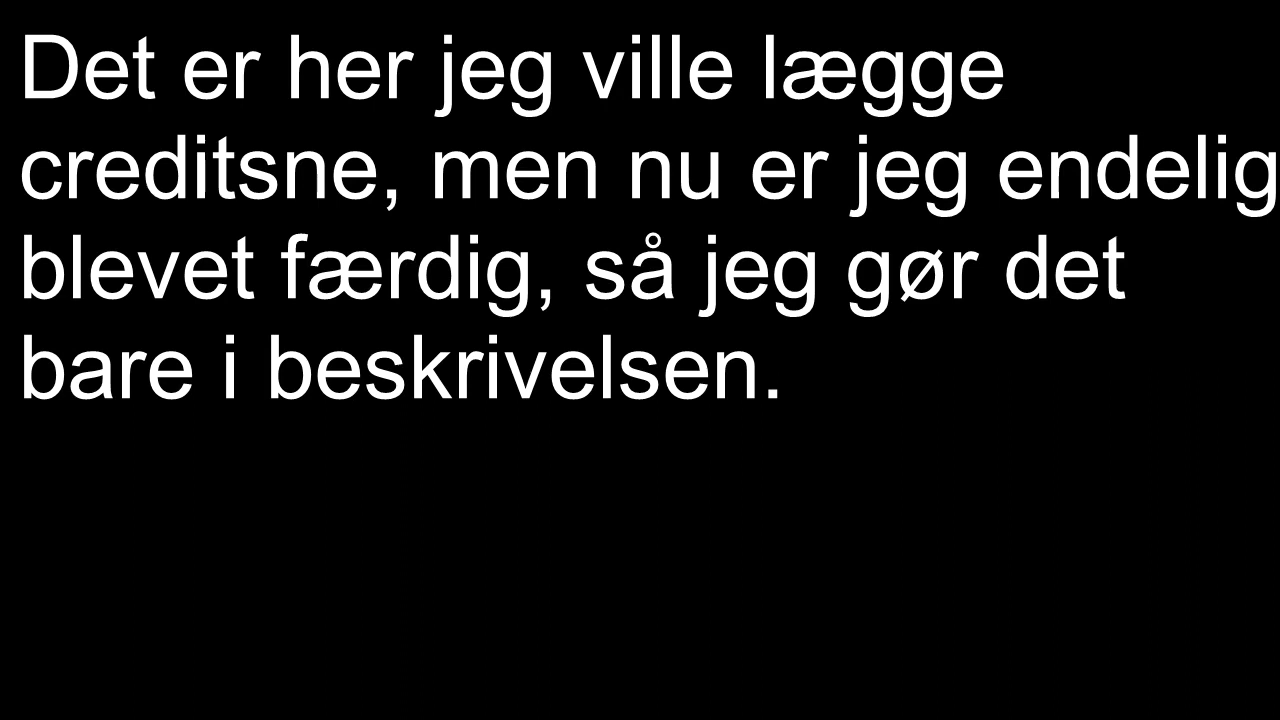 Det er her jeg ville lægge
creditsne, men nu er jeg endelig
blevet færdig, så jeg gør det
bare i beskrivelsen.